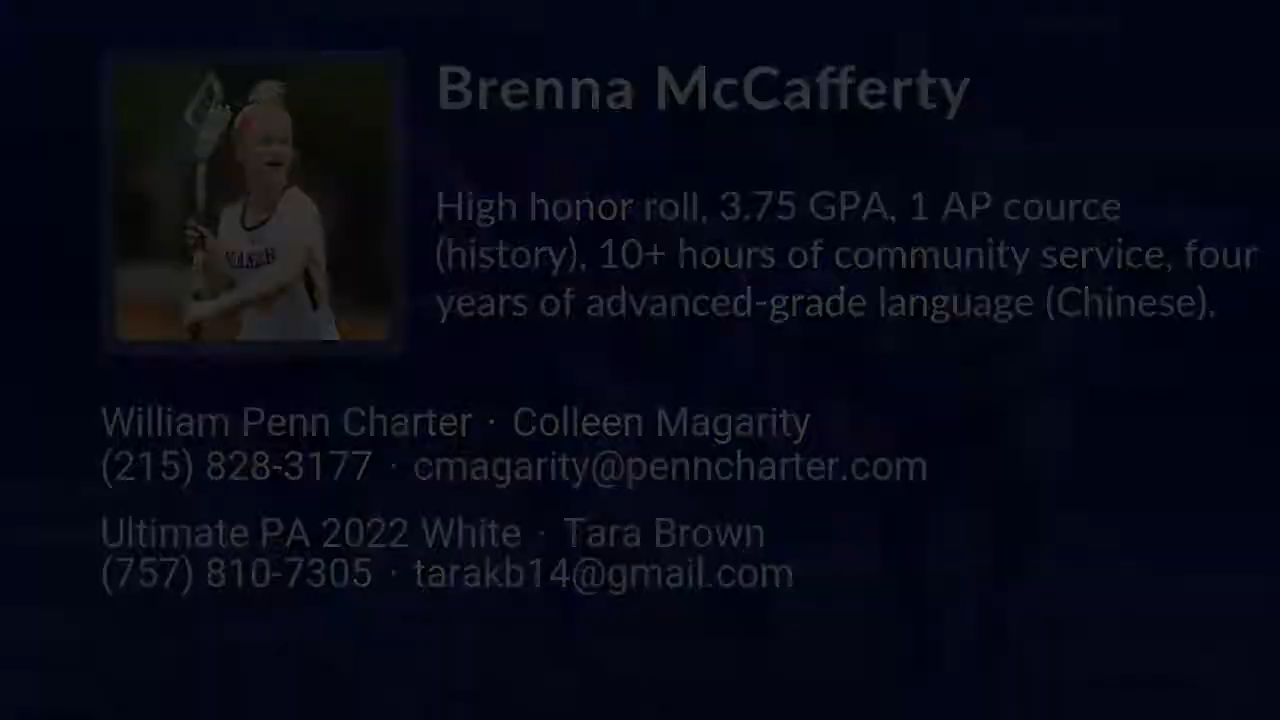 Brenna McCafferty
High honor roll, 3.75 GPA, 1 AP cource
(history), 10+ hours of community service, four
years of advanced-grade language (Chinese).
William Penn Charter · Colleen Magarity
(215) 828-3177 · cmagarity@penncharter.com
Ultimate PA 2022 White · Tara Brown
(757) 810-7305 · tarakb14@gmail.com